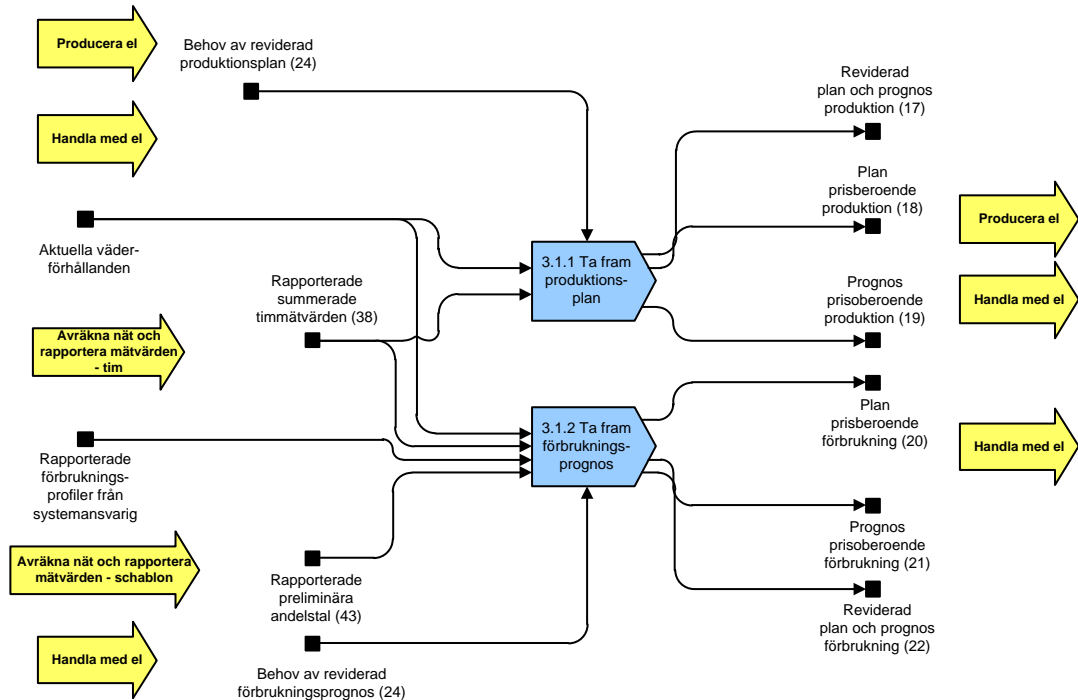 Producera el
Behov av reviderad
produktionsplan (24)
Handla med el
Aktuella väder-
förhållanden
Rapporterade
summerade
timmätvärden (38)
Avräkna nät och
rapportera mätvärden
- tim
Rapporterade
förbruknings-
profiler från
systemansvarig
Avräkna nät och rapportera
mätvärden - schablon
Rapporterade
preliminära
andelstal (43)
Handla med el
Behov av reviderad
förbrukningsprognos (24)
3.1.1 Ta fram
produktions-
plan
3.1.2 Ta fram
förbruknings-
prognos
Reviderad
plan och prognos
produktion (17)
Plan
prisberoende
produktion (18)
Prognos
prisoberoende
produktion (19)
Plan
prisberoende
förbrukning (20)
Prognos
prisoberoende
förbrukning (21)
Reviderad
plan och prognos
förbrukning (22)
Producera el
Handla med el
Handla med el